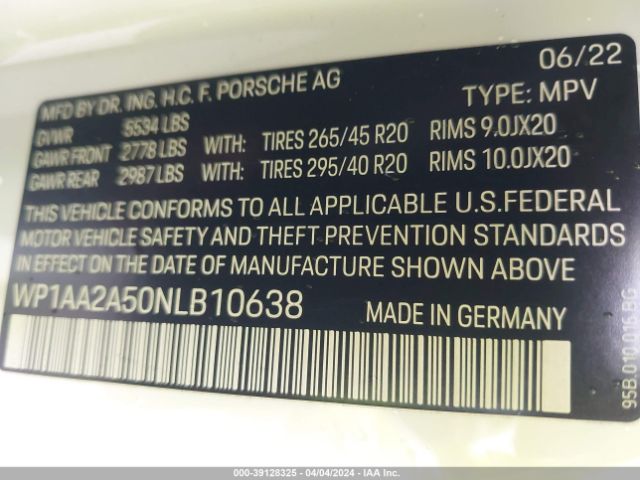 06/22
MFD BY DR. ING. H.C. F. PORSCHE AG
TYPE: MPV
GVWR 5534 LBS
GAWR FRONT 2778 LBS WITH: TIRES 265/45 R20 RIMS 9.0JX20
GAWR REAR 2987 LBS WITH: TIRES 295/40 R20 RIMS 10.0JX20
THIS VEHICLE CONFORMS TO ALL APPLICABLE U.S.FEDERAL
MOTOR VEHICLE SAFETY AND THEFT PREVENTION STANDARDS
IN EFFECT ON THE DATE OF MANUFACTURE SHOWN ABOVE
WP1AA2A50NLB10638 MADE IN GERMANY
95B.010.016.BG
000-39128325 - 04/04/2024 - IAA Inc.